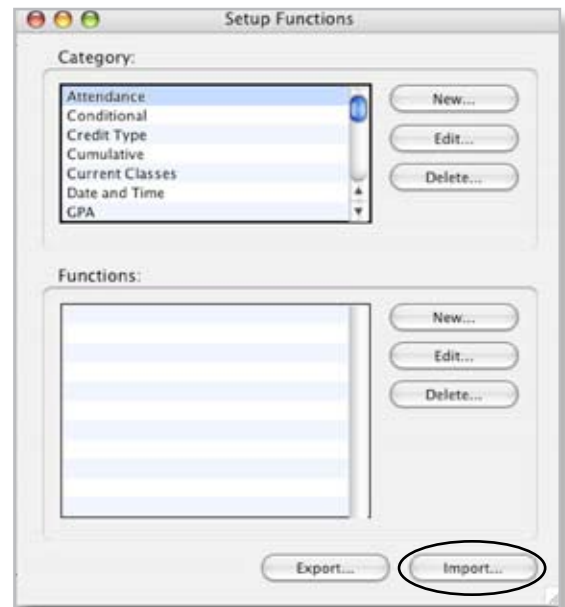 Setup Functions
Category:
Attendance
Conditional
Credit Type
Cumulative
Current Classes
Date and Time
GPA
New...
Edit...
Delete...
Functions:
New...
Edit...
Delete...
Export...
Import...